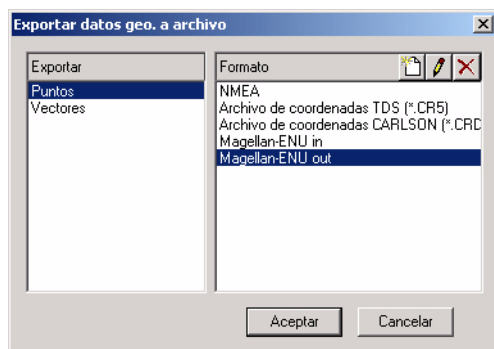 Exportar datos geo. a archivo
Exportar
Puntos
Vectores
Formato
NMEA
Archivo de coordenadas TDS (*.CR5)
Archivo de coordenadas CARLSON (*.CRD
Magellan-ENU in
Magellan-ENU out
Aceptar
Cancelar